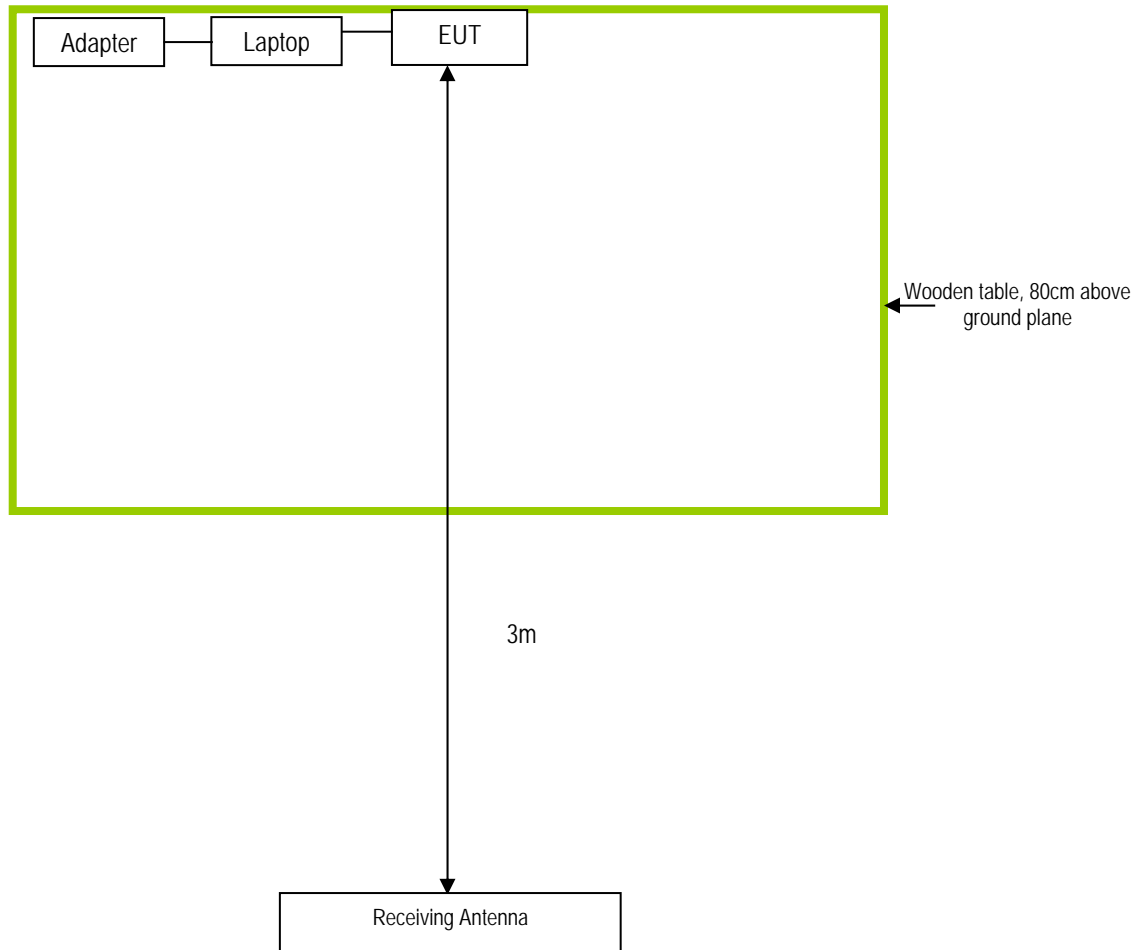 Adapter
Laptop
EUT
Wooden table, 80cm above
ground plane
3m
Receiving Antenna